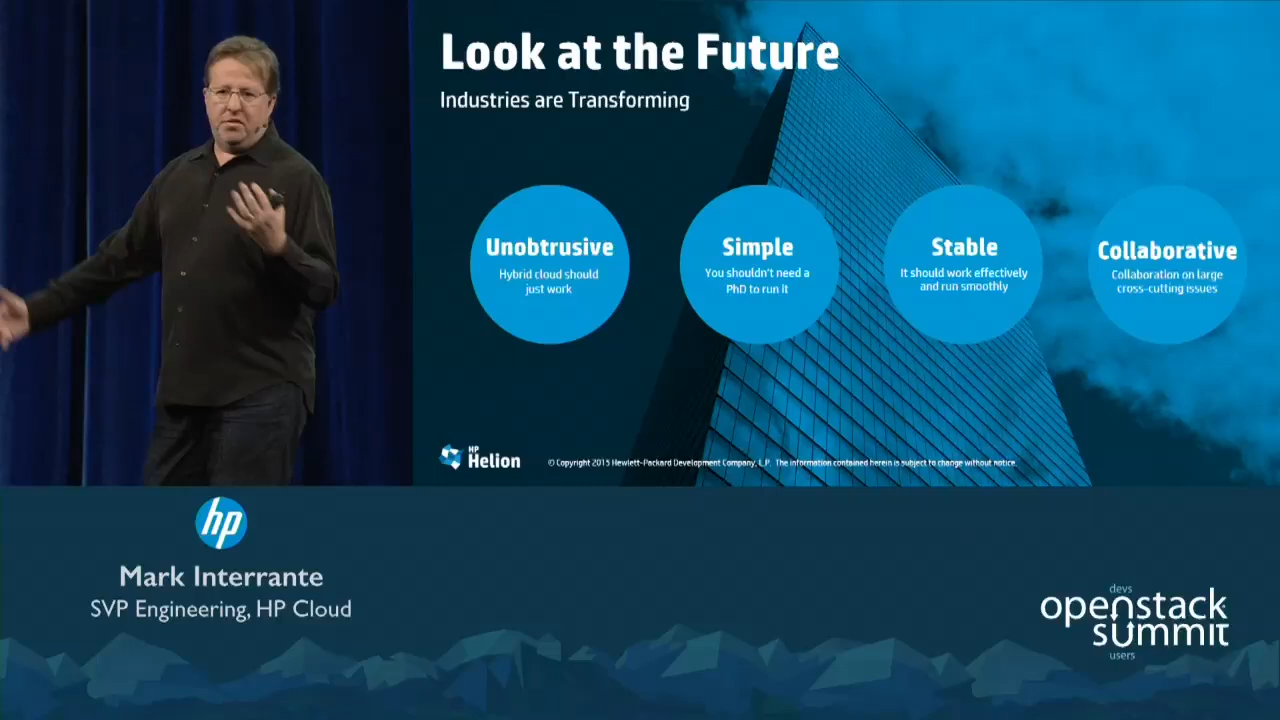 Look at the Future
Industries are Transforming
Unobtrusive
Hybrid cloud should
just work
Simple
You shouldn't need a
PhD to run it
Stable
It should work effectively
and run smoothly
Collaborative
Collaboration on large
cross-cutting issues
HP
Helion
© Copyright 2015 Hewlett-Packard Development Company, L.P. The information contained herein is subject to change without notice.
hp
Mark Interrante
SVP Engineering, HP Cloud
devs
openstack
summit
users